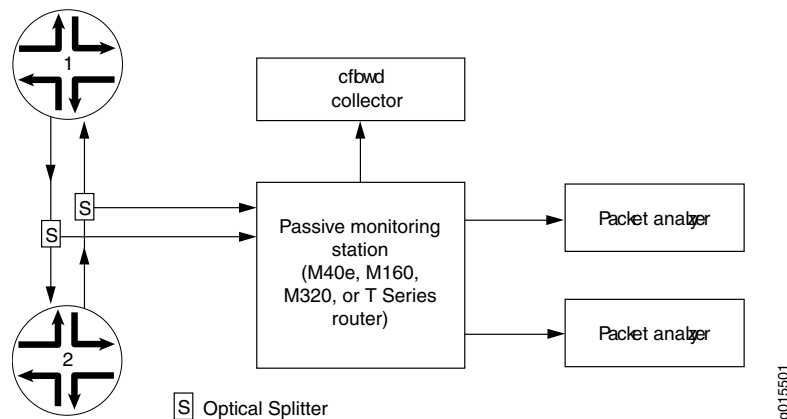 1
cfbwd
collector
S
S
Passive monitoring
station
(M40e, M160,
M320, or T Series
router)
Packet analyzer
Packet analyzer
2
S Optical Splitter
g015501